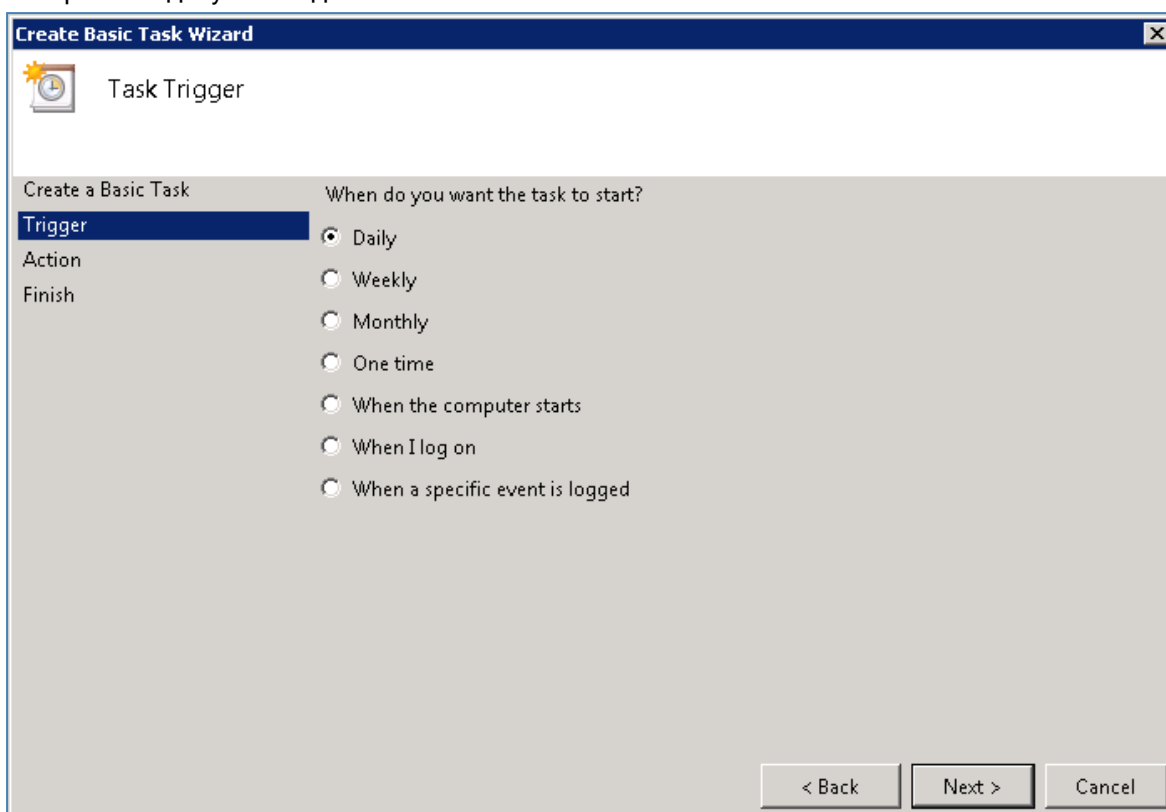 Create Basic Task Wizard
Task Trigger
Create a Basic Task
When do you want the task to start?
Trigger
Daily
Action
Weekly
Finish
Monthly
One time
When the computer starts
When I log on
When a specific event is logged
< Back
Next >
Cancel